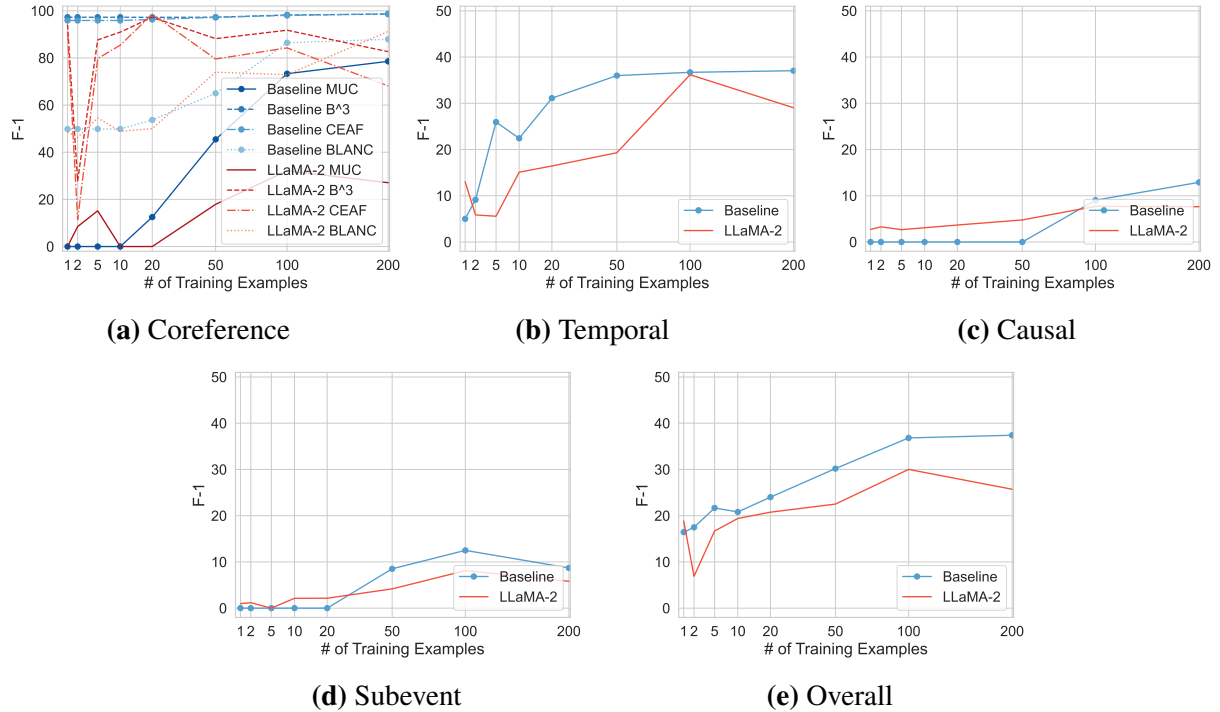 100
80
60
40
20
0
F-1
1 2 5 10 20 50 100 200
# of Training Examples
Baseline MUC
Baseline B^3
Baseline CEAF
Baseline BLANC
LLaMA-2 MUC
LLaMA-2 B^3
LLaMA-2 CEAF
LLaMA-2 BLANC
(a) Coreference
50
40
30
20
10
0
F-1
1 2 5 10 20 50 100 200
# of Training Examples
Baseline
LLaMA-2
(b) Temporal
50
40
30
20
10
0
F-1
1 2 5 10 20 50 100 200
# of Training Examples
Baseline
LLaMA-2
(c) Causal
50
40
30
20
10
0
F-1
1 2 5 10 20 50 100 200
# of Training Examples
Baseline
LLaMA-2
(d) Subevent
50
40
30
20
10
0
F-1
1 2 5 10 20 50 100 200
# of Training Examples
Baseline
LLaMA-2
(e) Overall